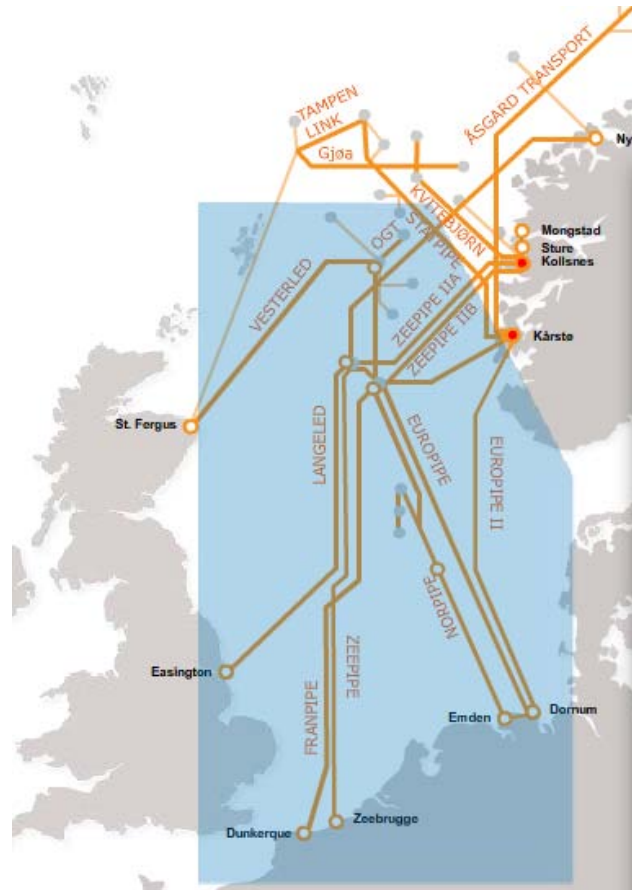 ÅSGARD TRANSPORT
TAMPEN
LINK
Gjøa
Ny
KVITEBJØRN
STATPIPE
OGT
Mongstad
Sture
Kollsnes
VESTERLED
ZEEPIPE IIA
ZEEPIPE IIB
Kårstø
St. Fergus
LANGELED
EUROPIPE
EUROPIPE II
NORPIPE
Easington
FRANPIPE
ZEEPIPE
Emden
Dornum
Dunkerque
Zeebrugge